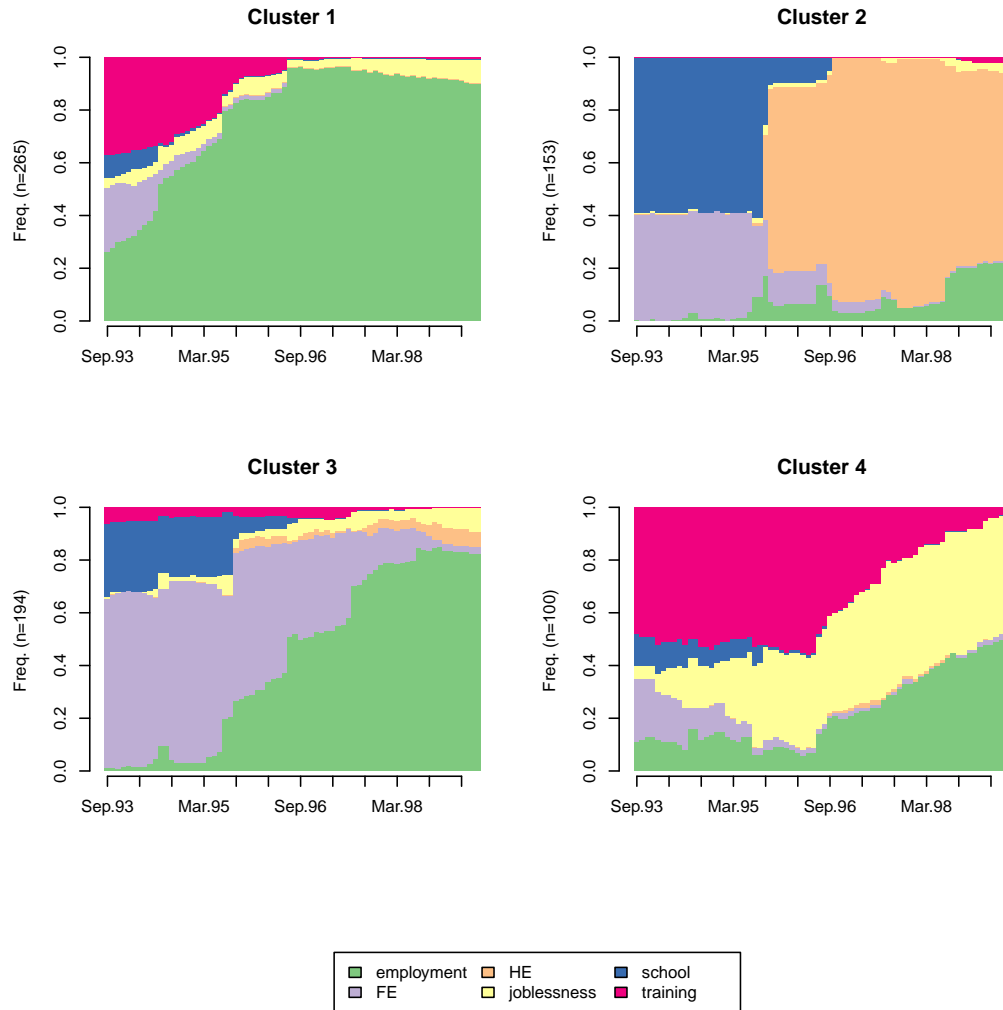 Cluster 1
Cluster 2
Freq. (n=265)
0.0 0.2 0.4 0.6 0.8 1.0
Sep.93 Mar.95 Sep.96 Mar.98
Freq. (n=153)
0.0 0.2 0.4 0.6 0.8 1.0
Sep.93 Mar.95 Sep.96 Mar.98
Cluster 3
Cluster 4
Freq. (n=194)
0.0 0.2 0.4 0.6 0.8 1.0
Sep.93 Mar.95 Sep.96 Mar.98
Freq. (n=100)
0.0 0.2 0.4 0.6 0.8 1.0
Sep.93 Mar.95 Sep.96 Mar.98
employment HE school
FE joblessness training